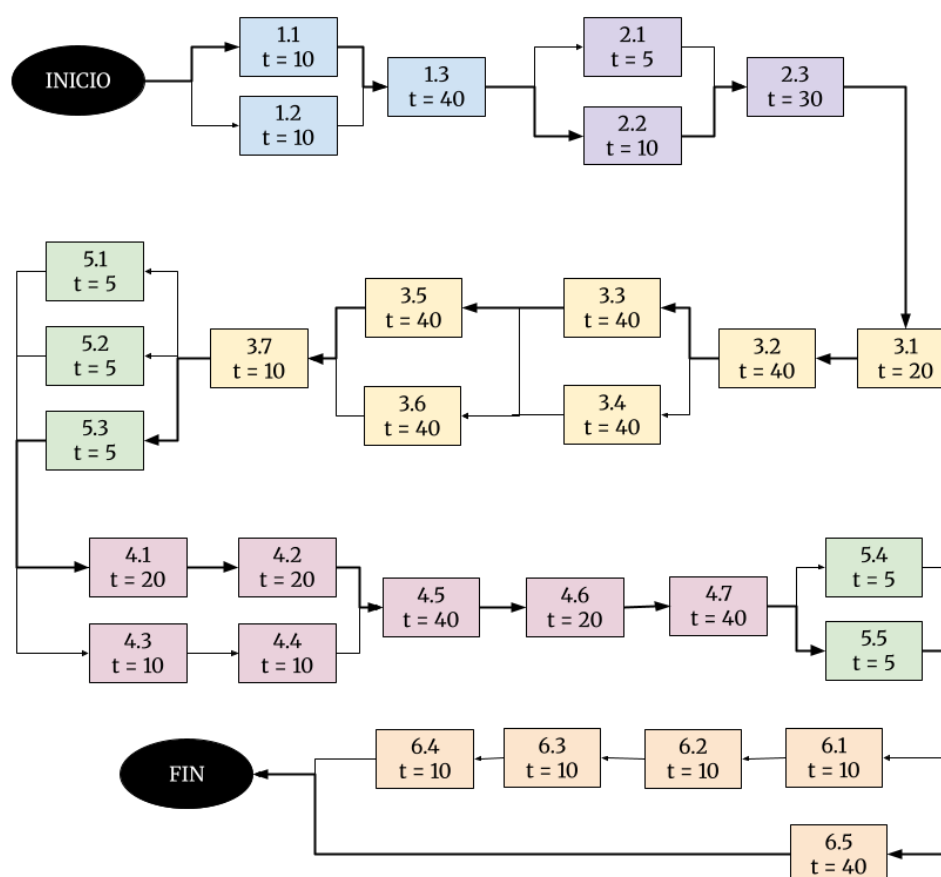 INICIO
1.1
t = 10
1.2
t = 10
1.3
t = 40
2.1
t = 5
2.2
t = 10
2.3
t = 30
5.1
t = 5
5.2
t = 5
5.3
t = 5
3.7
t = 10
3.5
t = 40
3.6
t = 40
3.3
t = 40
3.4
t = 40
3.2
t = 40
3.1
t = 20
4.1
t = 20
4.2
t = 20
4.3
t = 10
4.4
t = 10
4.5
t = 40
4.6
t = 20
4.7
t = 40
5.4
t = 5
5.5
t = 5
FIN
6.4
t = 10
6.3
t = 10
6.2
t = 10
6.1
t = 10
6.5
t = 40